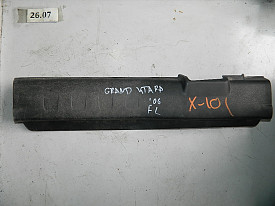 26.07
GRAND VITARA
'06
FL
X-101